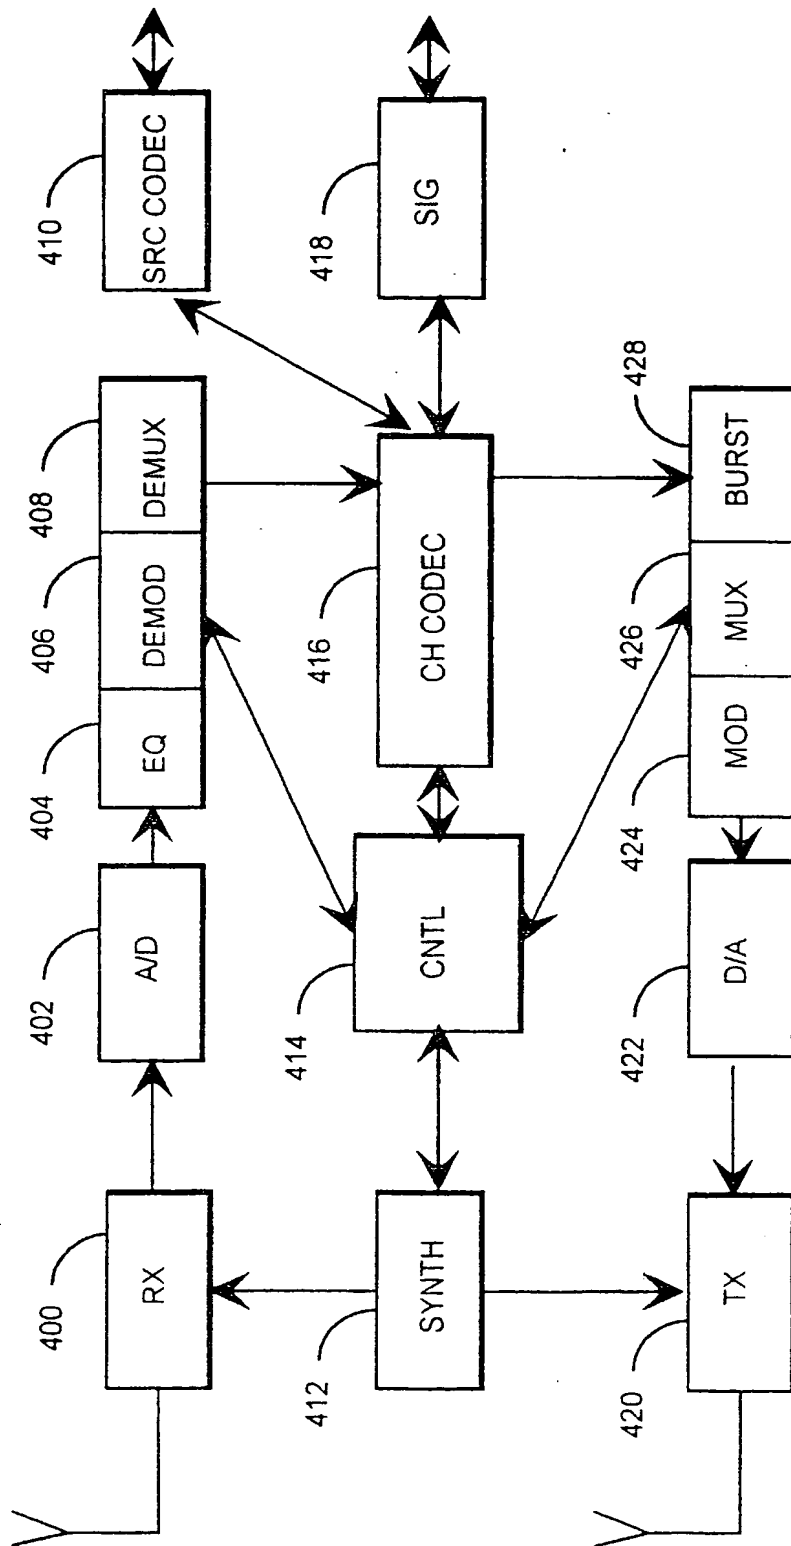 400
RX
402
A/D
404
EQ
406
DEMOD
408
DEMUX
410
SRC CODEC
412
SYNTH
414
CNTL
416
CH CODEC
418
SIG
420
TX
422
D/A
424
MOD
426
MUX
428
BURST